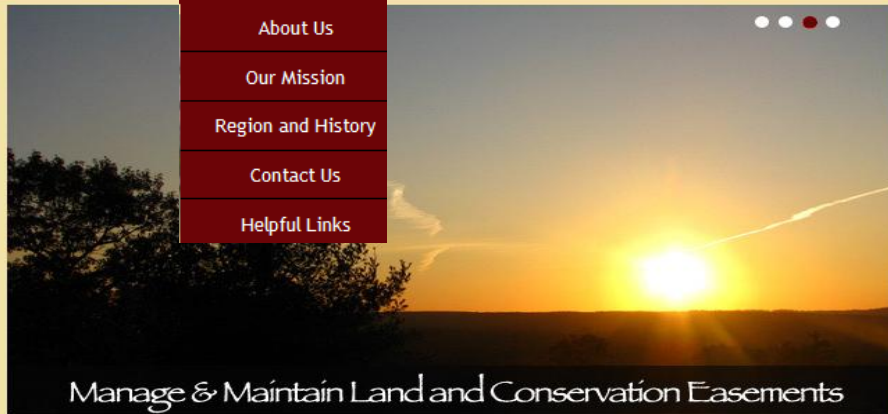 About Us
Our Mission
Region and History
Contact Us
Helpful Links
Manage & Maintain Land and Conservation Easements